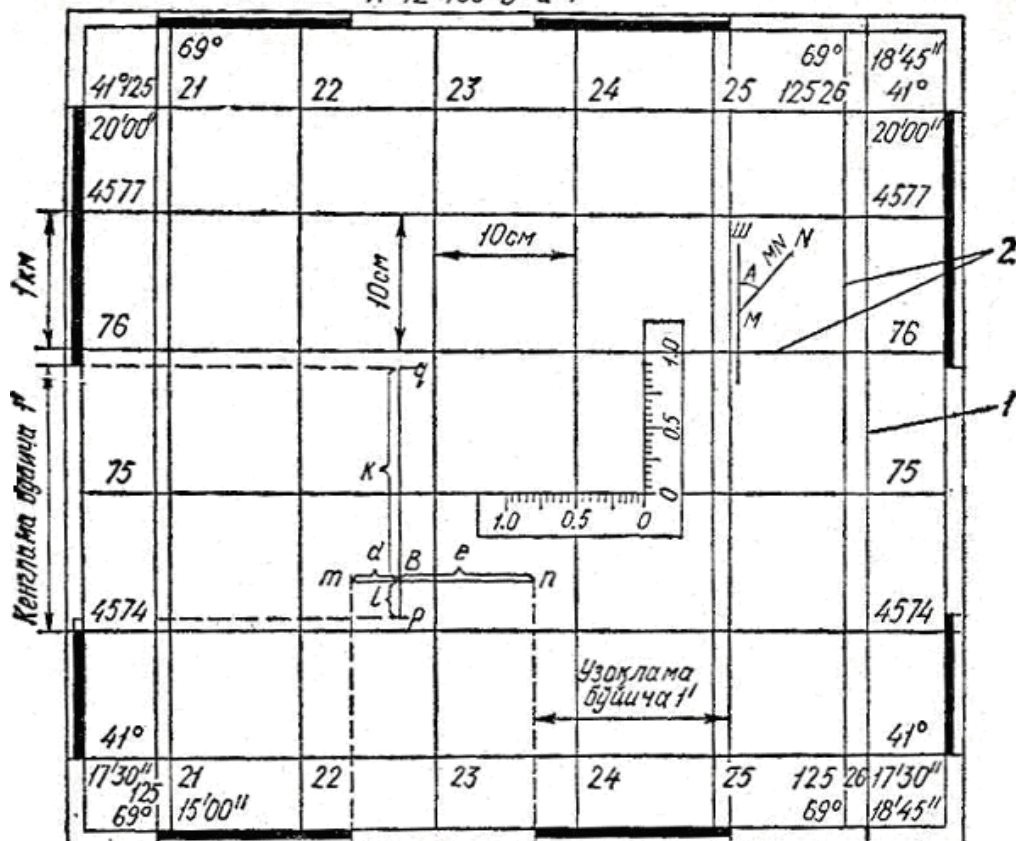 69° 69° 18'45"
41° 125 21 22 23 24 25 125 26 41°
20'00" 20'00"
4577 4577
1км 10см 10см Ш А MN N 2
76 М 76
q 1.0
Кенглама бўйича 1' к 0.5 1
75 75
1.0 0.5 0 0
m d B e n
l p
4574 4574
Узоклама
бўйича 1'
41° 41°
17'30" 21 22 23 24 25 125 26 17'30"
125 69° 15'00" 69° 18'45"